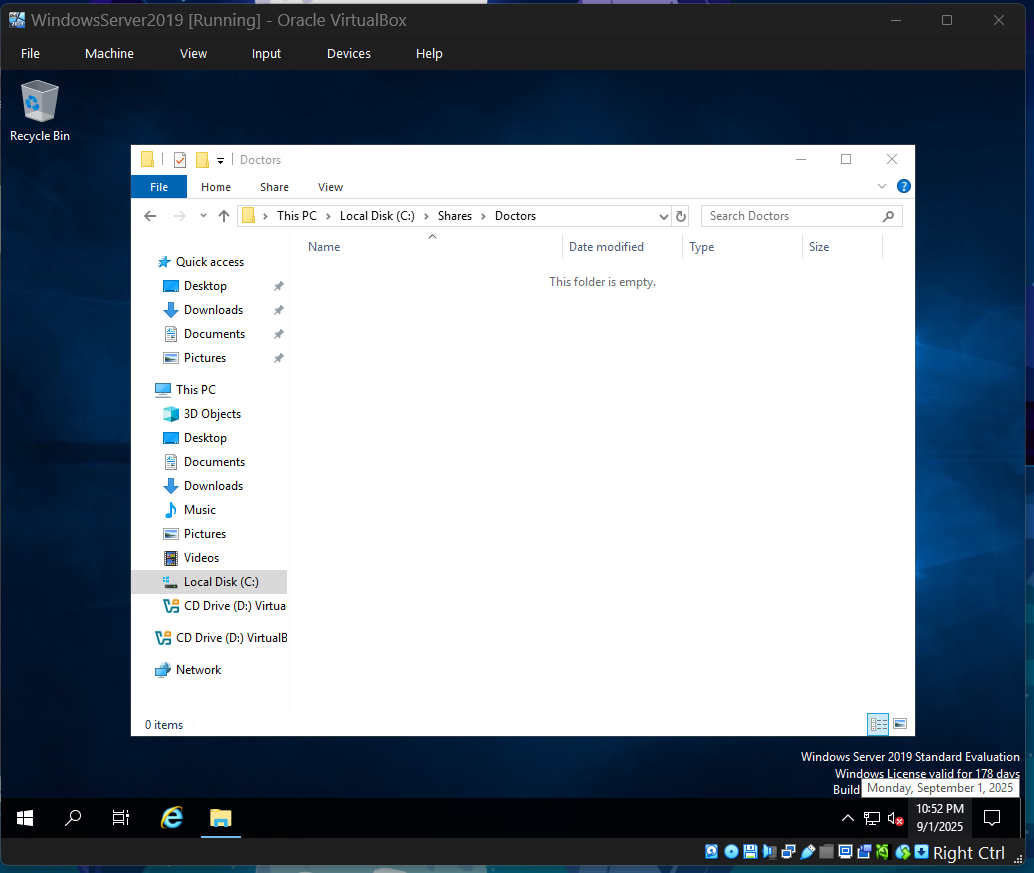 WindowsServer2019 [Running] - Oracle VirtualBox
File Machine View Input Devices Help
Recycle Bin
Doctors
File Home Share View
This PC Local Disk (C:) Shares Doctors Search Doctors
Name Date modified Type Size
This folder is empty.
Quick access
Desktop
Downloads
Documents
Pictures
This PC
3D Objects
Desktop
Documents
Downloads
Music
Pictures
Videos
Local Disk (C:)
CD Drive (D:) Virtua
CD Drive (D:) VirtualB
Network
0 items
Windows Server 2019 Standard Evaluation
Windows License valid for 178 days
Build
Monday, September 1, 2025
10:52 PM
9/1/2025
Right Ctrl